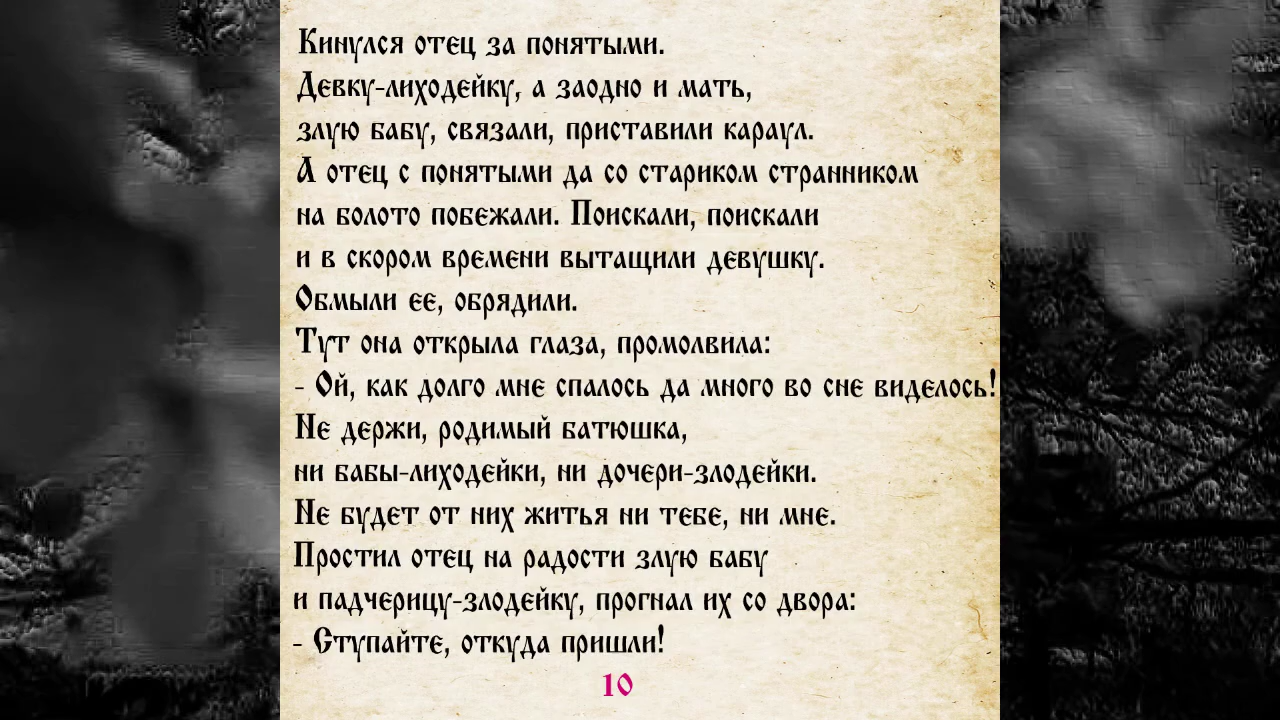 Кинулся отец за понятыми.
Девку-лиходейку, а заодно и мать,
злую бабу, связали, приставили караул.
А отец с понятыми да со стариком странником
на болото побежали. Поискали, поискали
и в скором времени вытащили девушку.
Обмыли ее, обрядили.
Тут она открыла глаза, промолвила:
- Ой, как долго мне спалось да много во сне виделось!
Не держи, родимый батюшка,
ни бабы-лиходейки, ни дочери-злодейки.
Не будет от них житья ни тебе, ни мне.
Простил отец на радости злую бабу
и падчерицу-злодейку, прогнал их со двора:
- Ступайте, откуда пришли!
10